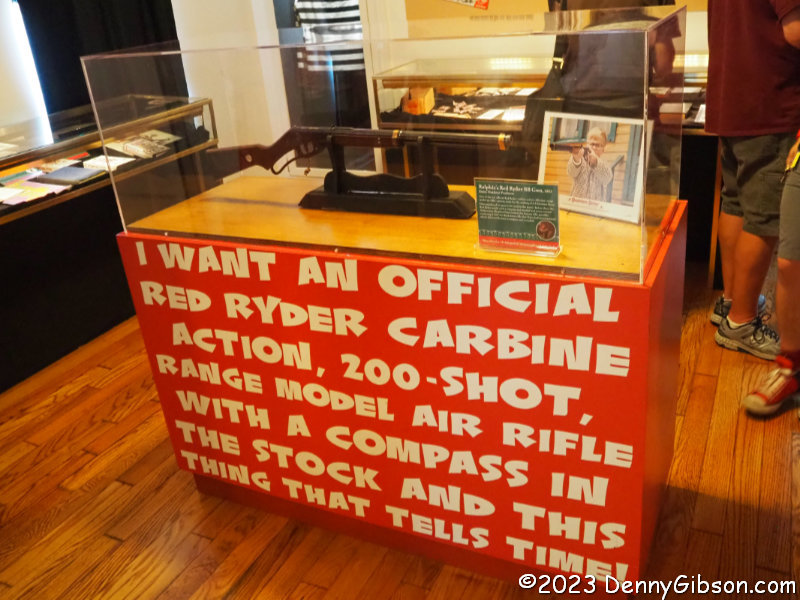 Ralphie's Red Ryder BB Gun,
I WANT AN OFFICIAL
RED RYDER CARBINE
ACTION, 200-SHOT,
RANGE MODEL AIR RIFLE
WITH A COMPASS IN
THE STOCK AND THIS
THING THAT TELLS TIME!
©2023 DennyGibson.com